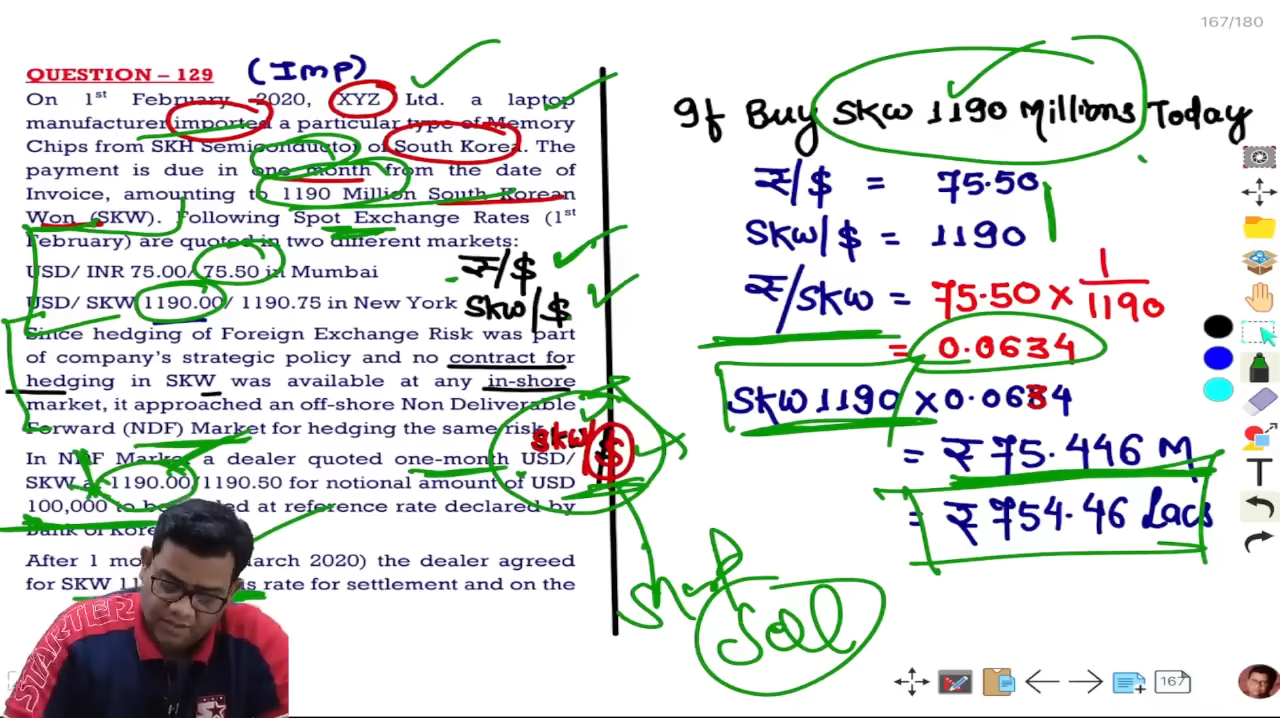 167/180
QUESTION – 129 (IMP)
On 1st February 2020, XYZ Ltd. a laptop
manufacturer imported a particular type of Memory
Chips from SKH Semiconductor of South Korea. The
payment is due in one month from the date of
Invoice, amounting to 1190 Million South Korean
Won (SKW). Following Spot Exchange Rates (1st
February) are quoted in two different markets:
USD/ INR 75.00/ 75.50 in Mumbai
₹/$
USD/ SKW 1190.00/ 1190.75 in New York
SKW/$
Since hedging of Foreign Exchange Risk was part
of company's strategic policy and no contract for
hedging in SKW was available at any in-shore
market, it approached an off-shore Non Deliverable
Forward (NDF) Market for hedging the same risk.
SKW/$
In NDF Market a dealer quoted one-month USD/
SKW at 1190.00/1190.50 for notional amount of USD
100,000 to be at reference rate declared by
Bank of
After 1 2020) the dealer agreed
for SKW rate for settlement and on the
If Buy SKW 1190 Millions Today
₹/$ = 75.50
SKW/$ = 1190
₹/SKW = 75.50 × 1/1190
= 0.0634
SKW 1190 × 0.0634
= ₹ 75.446 M
= ₹ 754.46 Lacs
Sell
STARTER
167